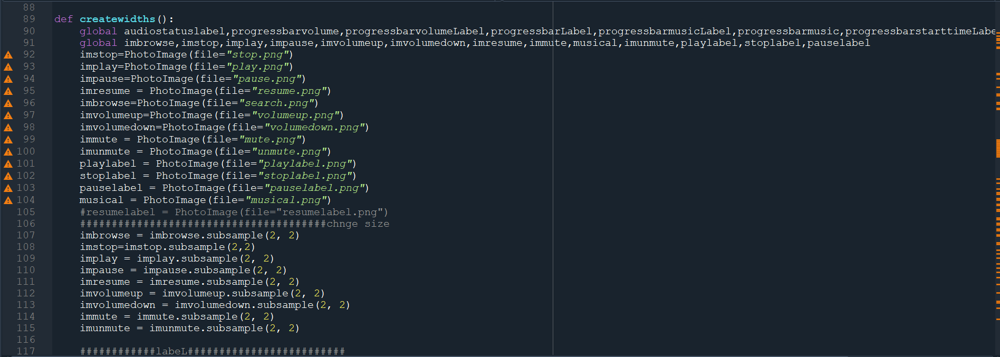 88
89 def createwidths():
90 global audiostatuslabel,progressbarvolume,progressbarvolumeLabel,progressbarLabel,progressbarmusicLabel,progressbarmusic,progressbarstarttimeLabe
91 global imbrowse,imstop,implay,impause,imvolumeup,imvolumedown,imresume,immute,musical,imunmute,playlabel,stoplabel,pauselabel
92 imstop=PhotoImage(file="stop.png")
93 implay=PhotoImage(file="play.png")
94 impause=PhotoImage(file="pause.png")
95 imresume = PhotoImage(file="resume.png")
96 imbrowse=PhotoImage(file="search.png")
97 imvolumeup=PhotoImage(file="volumeup.png")
98 imvolumedown=PhotoImage(file="volumedown.png")
99 immute = PhotoImage(file="mute.png")
100 imunmute = PhotoImage(file="unmute.png")
101 playlabel = PhotoImage(file="playlabel.png")
102 stoplabel = PhotoImage(file="stoplabel.png")
103 pauselabel = PhotoImage(file="pauselabel.png")
104 musical = PhotoImage(file="musical.png")
105 #resumelabel = PhotoImage(file="resumelabel.png")
106 #######################################chnge size
107 imbrowse = imbrowse.subsample(2, 2)
108 imstop=imstop.subsample(2,2)
109 implay = implay.subsample(2, 2)
110 impause = impause.subsample(2, 2)
111 imresume = imresume.subsample(2, 2)
112 imvolumeup = imvolumeup.subsample(2, 2)
113 imvolumedown = imvolumedown.subsample(2, 2)
114 immute = immute.subsample(2, 2)
115 imunmute = imunmute.subsample(2, 2)
116
117 ############labeL#########################